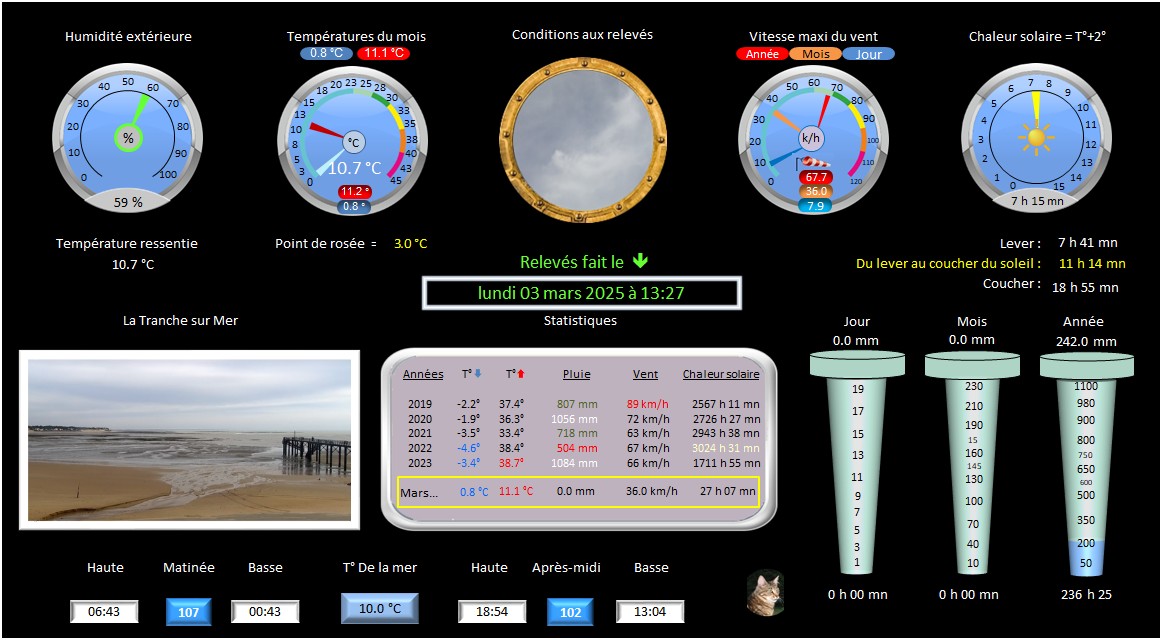 Humidité extérieure
0 10 20 30 40 50 60 70 80 90 100
%
59 %
Températures du mois
0.8 °C 11.1 °C
0 3 5 8 10 13 15 18 20 23 25 28 30 33 35 38 40 43 45
°C
10.7 °C
11.2 °
0.8 °
Conditions aux relevés
Vitesse maxi du vent
Année Mois Jour
0 10 20 30 40 50 60 70 80 90 100 110 120
k/h
67.7
36.0
7.9
Chaleur solaire = T°+2°
0 1 2 3 4 5 6 7 8 9 10 11 12 13 14 15
7 h 15 mn
Température ressentie
10.7 °C
Point de rosée = 3.0 °C
Relevés fait le
lundi 03 mars 2025 à 13:27
Lever : 7 h 41 mn
Du lever au coucher du soleil : 11 h 14 mn
Coucher : 18 h 55 mn
La Tranche sur Mer
Statistiques
Années T° T° Pluie Vent Chaleur solaire
2019 -2.2° 37.4° 807 mm 89 km/h 2567 h 11 mn
2020 -1.9° 36.3° 1056 mm 72 km/h 2726 h 27 mn
2021 -3.5° 33.4° 718 mm 63 km/h 2943 h 38 mn
2022 -4.6° 38.4° 504 mm 67 km/h 3024 h 31 mn
2023 -3.4° 38.7° 1084 mm 66 km/h 1711 h 55 mn
Mars... 0.8 °C 11.1 °C 0.0 mm 36.0 km/h 27 h 07 mn
Jour
0.0 mm
19
17
15
13
11
9
7
5
3
1
0 h 00 mn
Mois
0.0 mm
230
210
190
15
160
145
130
100
70
40
10
0 h 00 mn
Année
242.0 mm
1100
980
900
800
750
650
600
500
350
200
50
236 h 25
Haute Matinée Basse T° De la mer Haute Après-midi Basse
06:43 107 00:43 10.0 °C 18:54 102 13:04